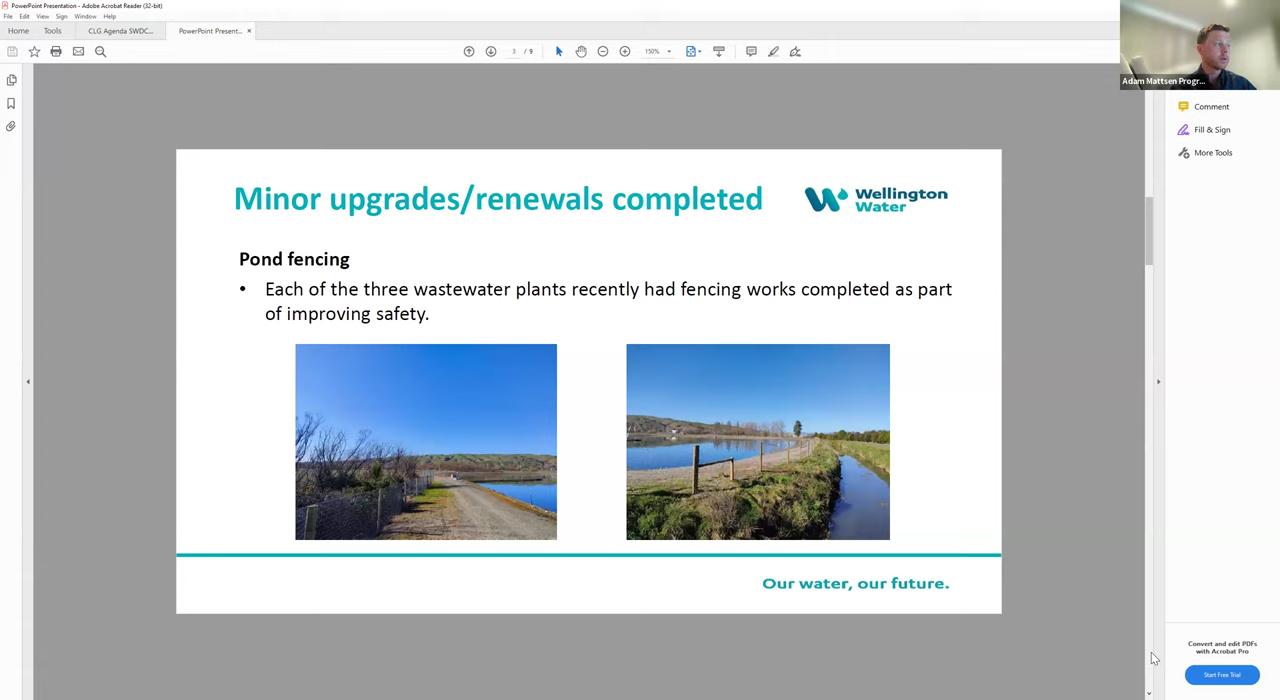 PowerPoint Presentation - Adobe Acrobat Reader (32-bit)
File Edit View Sign Window Help
Home Tools CLG Agenda SWDC... PowerPoint Present... ×
3 / 9 150%
Adam Mattsen Progr...
Comment
Fill & Sign
More Tools
Minor upgrades/renewals completed
Wellington
Water
Pond fencing
• Each of the three wastewater plants recently had fencing works completed as part
of improving safety.
Our water, our future.
Convert and edit PDFs
with Acrobat Pro
Start Free Trial